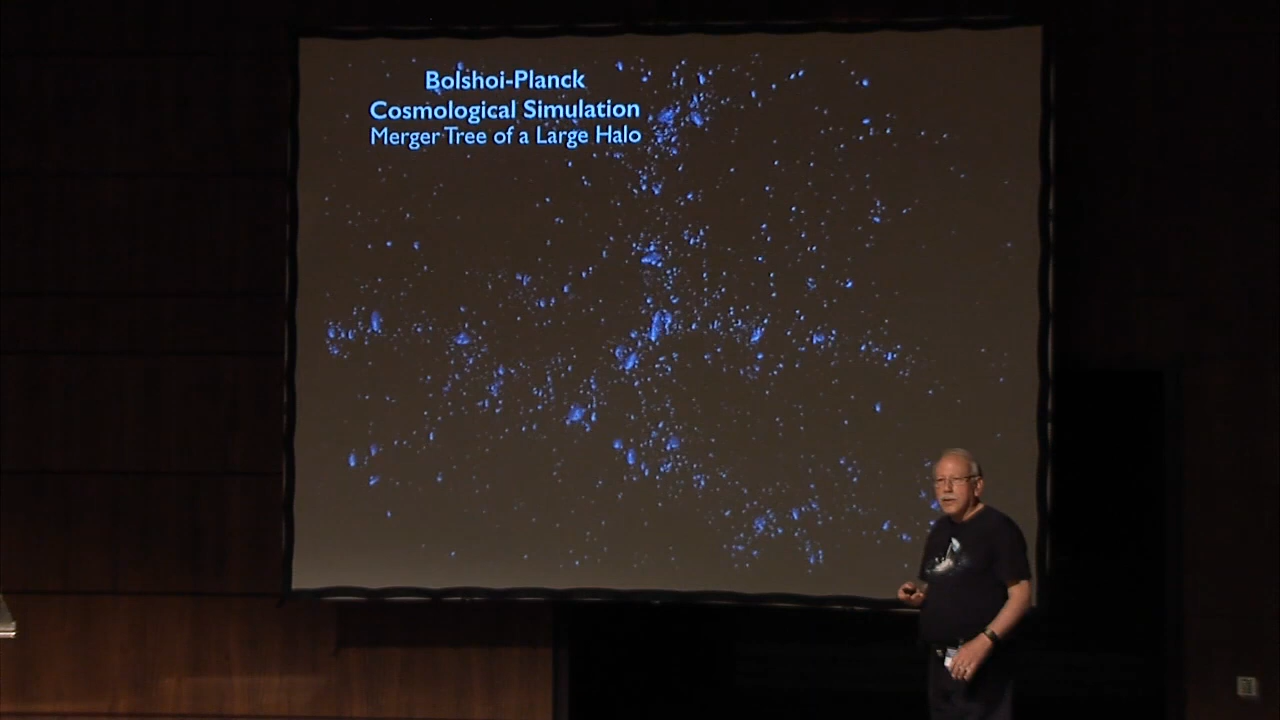 Bolshoi-Planck
Cosmological Simulation
Merger Tree of a Large Halo